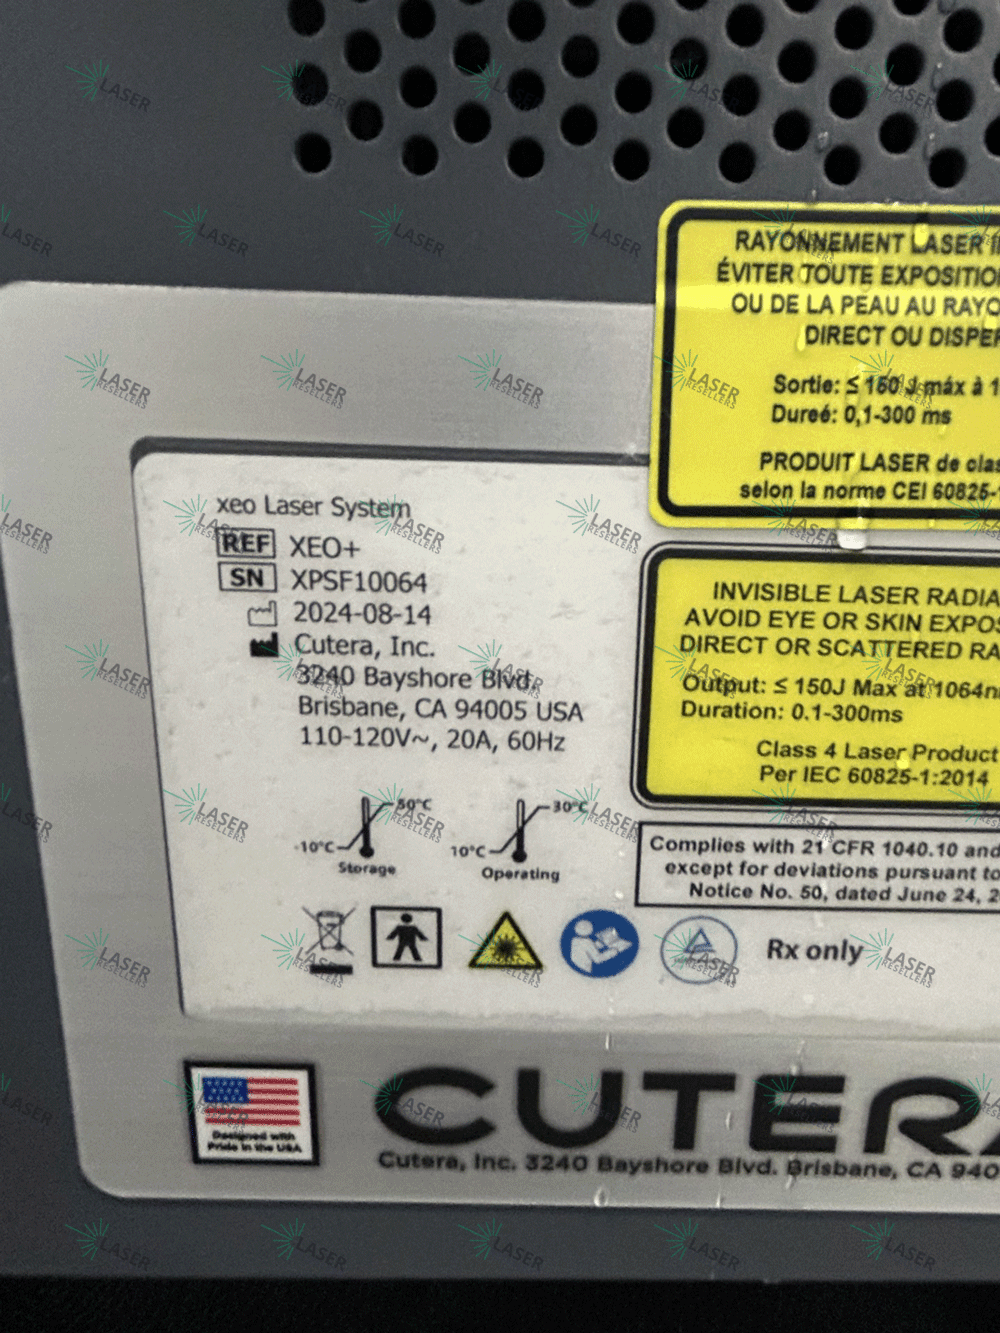 RAYONNEMENT LASER
ÉVITER TOUTE EXPOSITIO
OU DE LA PEAU AU RAYO
DIRECT OU DISPER
Sortie: ≤ 160 J máx à 1
Dureé: 0,1-300 ms
PRODUIT LASER de clas
selon la norme CEI 60825-
xeo Laser System
REF XEO+
SN XPSF10064
2024-08-14
Cutera, Inc.
3240 Bayshore Blvd.
Brisbane, CA 94005 USA
110-120V~, 20A, 60Hz
INVISIBLE LASER RADIA
AVOID EYE OR SKIN EXPOS
DIRECT OR SCATTERED RA
Output: ≤ 150J Max at 1064n
Duration: 0.1-300ms
Class 4 Laser Product
Per IEC 60825-1:2014
-10°C 50°C
Storage
10°C 30°C
Operating
Complies with 21 CFR 1040.10 and
except for deviations pursuant to
Notice No. 50, dated June 24, 2
Rx only
Designed with
Pride in the USA
CUTERA
Cutera, Inc. 3240 Bayshore Blvd. Brisbane, CA 940
LASER RESELLERS